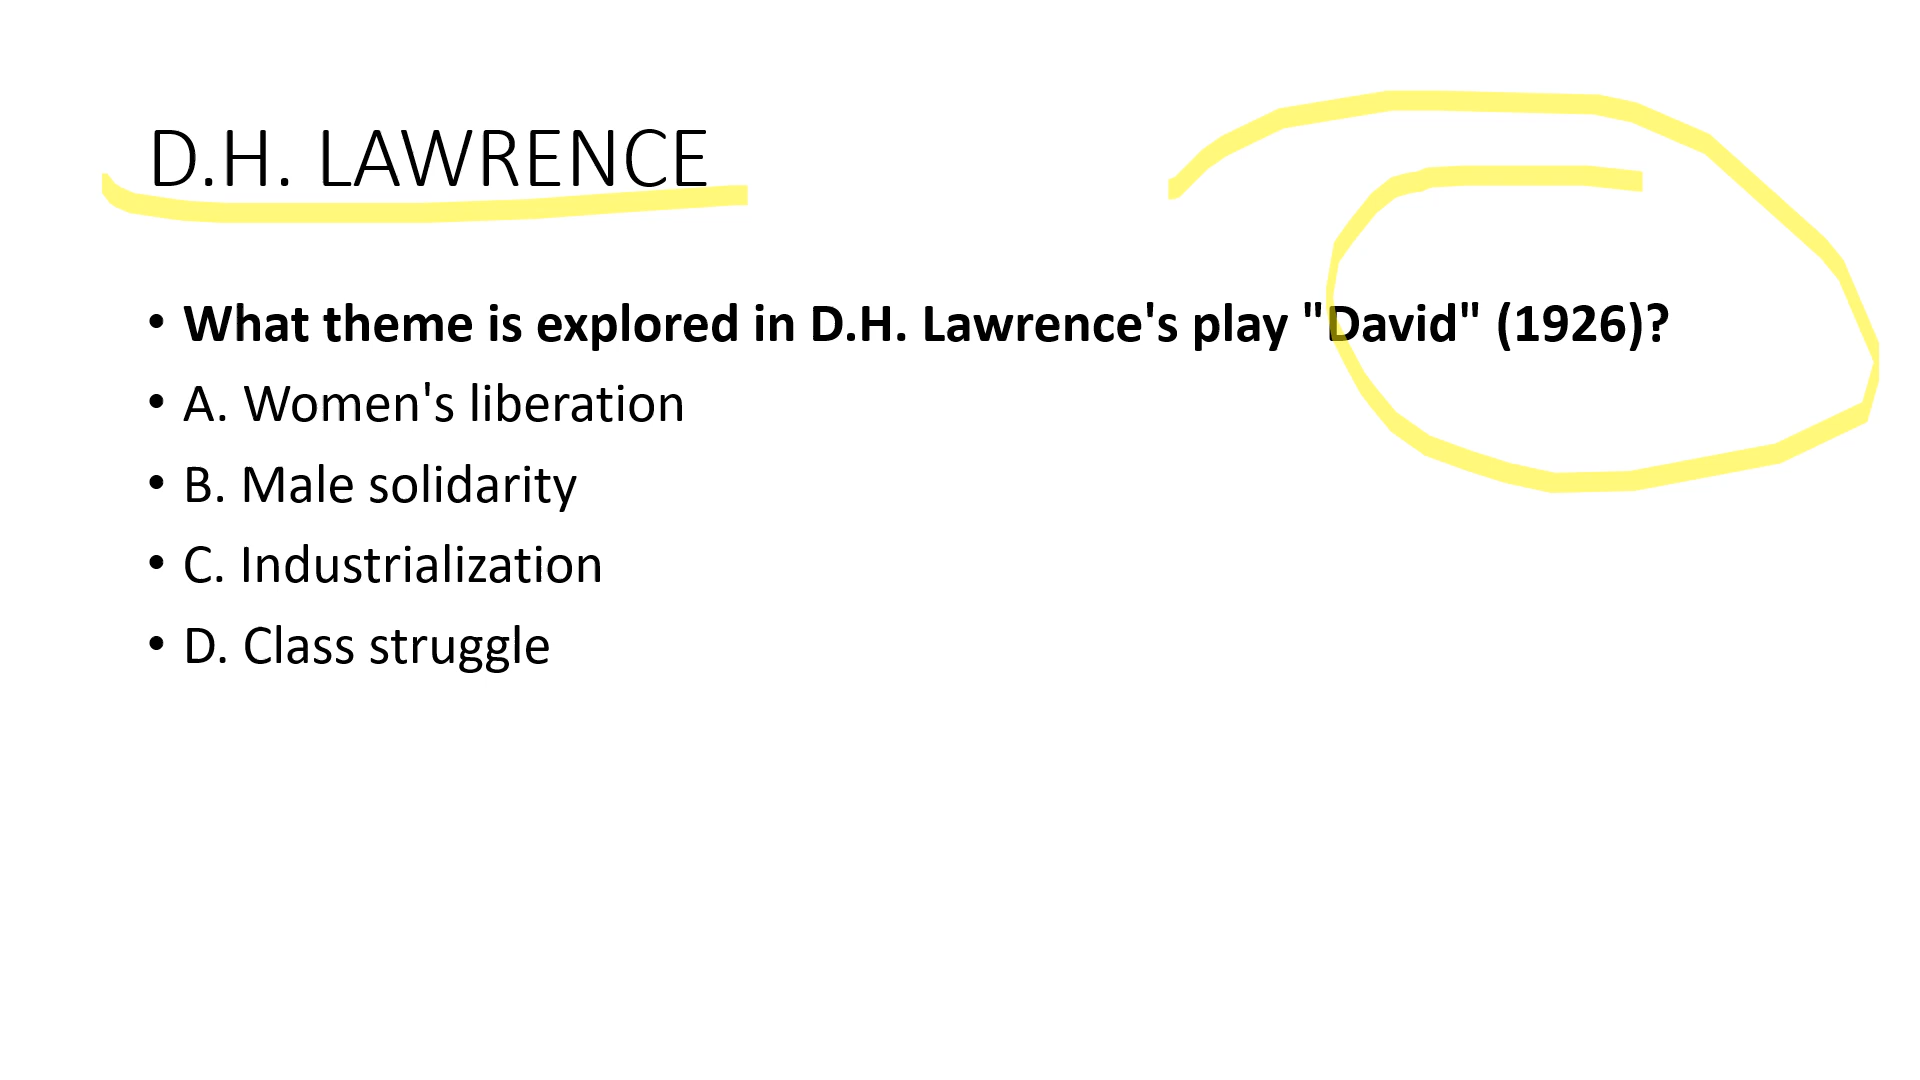 D.H. LAWRENCE
• What theme is explored in D.H. Lawrence's play "David" (1926)?
• A. Women's liberation
• B. Male solidarity
• C. Industrialization
• D. Class struggle